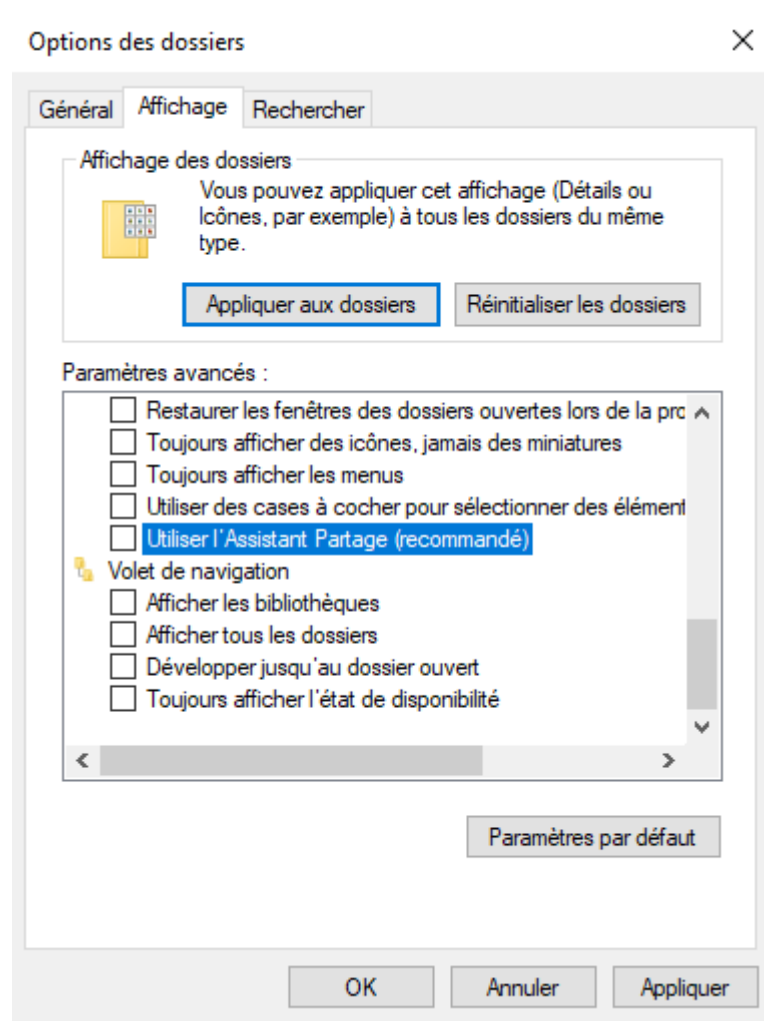 Options des dossiers
Général Affichage Rechercher
Affichage des dossiers
Vous pouvez appliquer cet affichage (Détails ou
Icônes, par exemple) à tous les dossiers du même
type.
Appliquer aux dossiers Réinitialiser les dossiers
Paramètres avancés :
Restaurer les fenêtres des dossiers ouvertes lors de la pro
Toujours afficher des icônes, jamais des miniatures
Toujours afficher les menus
Utiliser des cases à cocher pour sélectionner des élément
Utiliser l'Assistant Partage (recommandé)
Volet de navigation
Afficher les bibliothèques
Afficher tous les dossiers
Développer jusqu'au dossier ouvert
Toujours afficher l'état de disponibilité
Paramètres par défaut
OK Annuler Appliquer